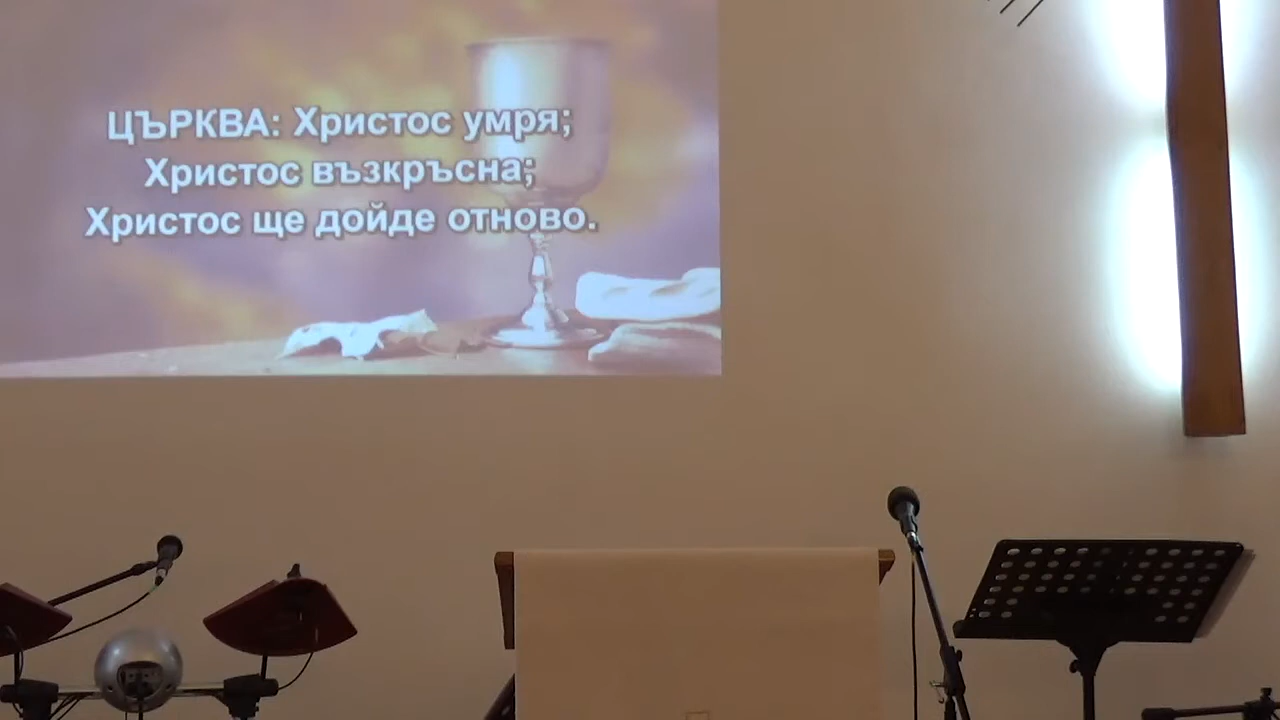 ЦЪРКВА: Христос умря;
Христос възкръсна;
Христос ще дойде отново.